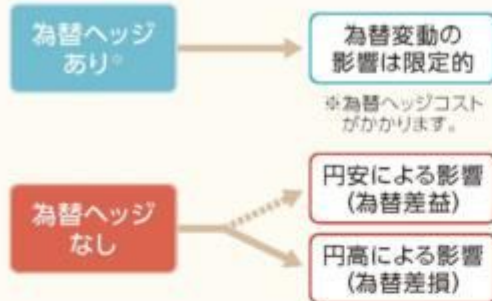 為替ヘッジ
あり※
為替変動の
影響は限定的
※為替ヘッジコスト
がかかります。
為替ヘッジ
なし
円安による影響
(為替差益)
円高による影響
(為替差損)